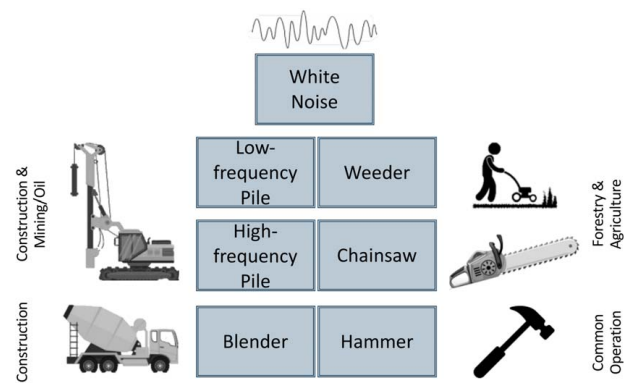 White
Noise
Construction &
Mining/Oil
Low-
frequency
Pile
Weeder
Forestry &
Agriculture
High-
frequency
Pile
Chainsaw
Construction
Blender
Hammer
Common
Operation